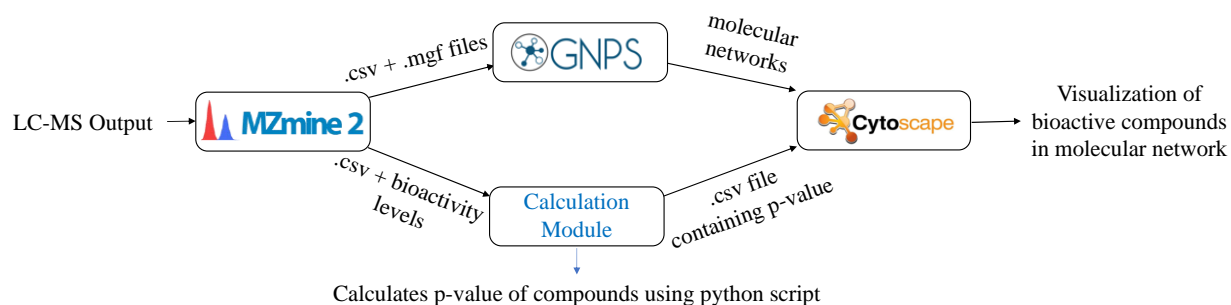 LC-MS Output
MZmine 2
.csv + .mgf files
GNPS
molecular
networks
.csv + bioactivity
levels
Calculation
Module
.csv file
containing p-value
Cytoscape
Visualization of
bioactive compounds
in molecular network
Calculates p-value of compounds using python script